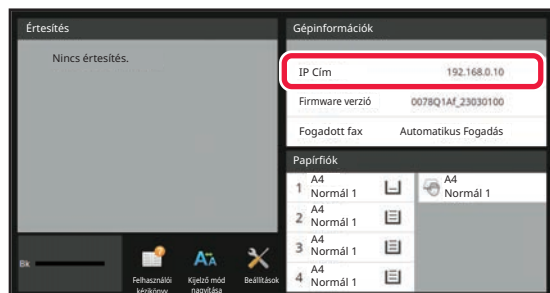 Értesítés
Nincs értesítés.
Gépinformációk
IP Cím 192.168.0.10
Firmware verzió 0078Q1Af_23030100
Fogadott fax Automatikus Fogadás
Papírfiók
1 A4
Normál 1
A4
Normál 1
2 A4
Normál 1
3 A4
Normál 1
4 A4
Normál 1
Bk
Felhasználói
kézikönyv
Kijelző mód
nagyítása
Beállítások